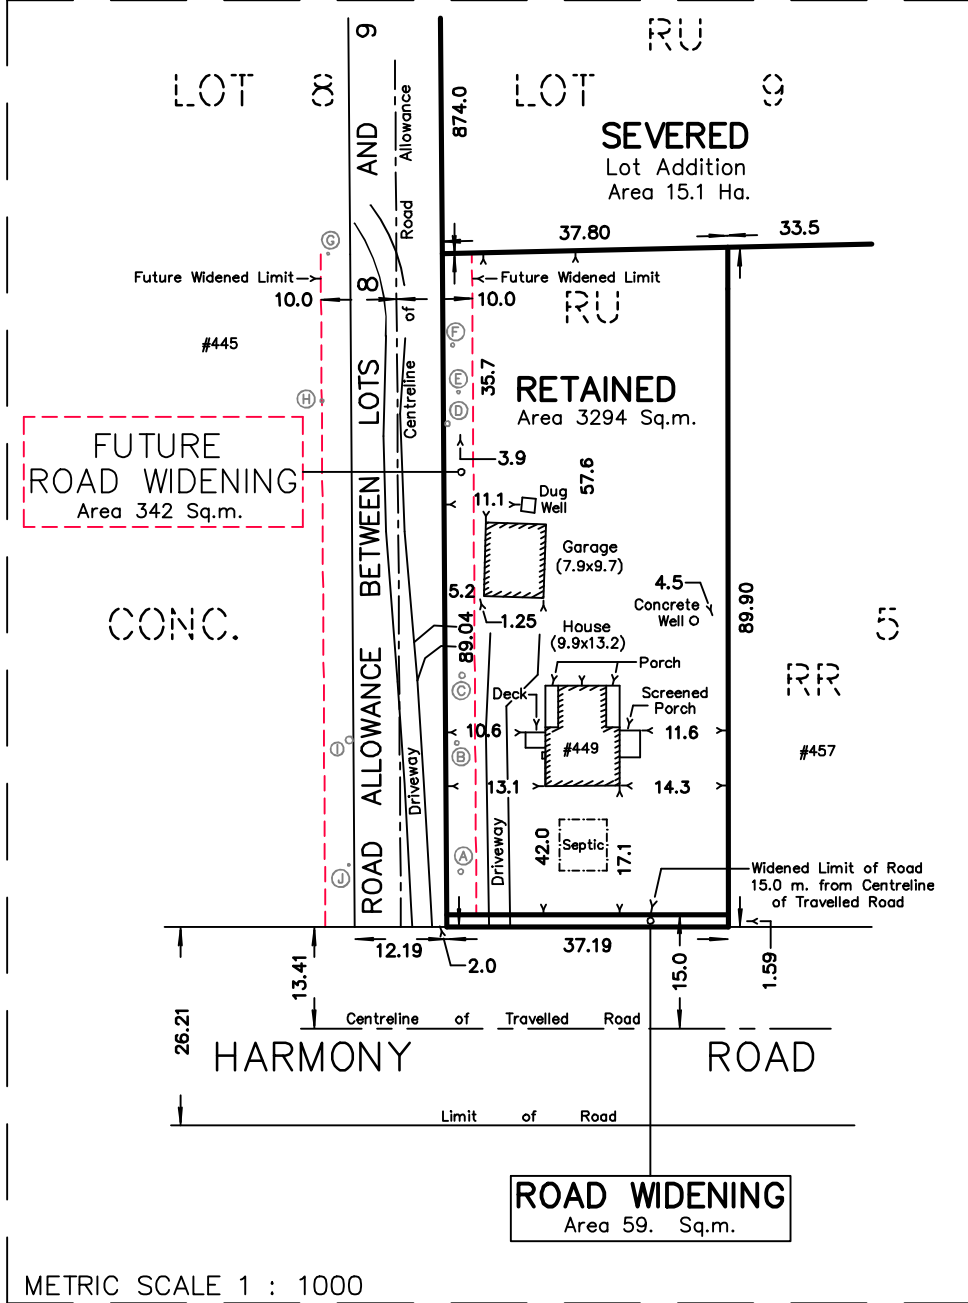 RU
LOT 8
LOT 9
9
AND
8
LOTS
BETWEEN
ALLOWANCE
ROAD
Allowance
Road
of
Centreline
874.0
SEVERED
Lot Addition
Area 15.1 Ha.
37.80
33.5
G
Future Widened Limit
Future Widened Limit
10.0
10.0
RU
#445
F
E
D
H
35.7
RETAINED
Area 3294 Sq.m.
FUTURE
ROAD WIDENING
Area 342 Sq.m.
3.9
57.6
11.1
Dug
Well
Garage
(7.9x9.7)
5.2
1.25
4.5
Concrete
Well
89.90
CONC.
5
House
(9.9x13.2)
89.04
Porch
RR
C
Deck
Screened
Porch
10.6
11.6
I
B
#449
#457
Driveway
13.1
14.3
J
A
Driveway
42.0
Septic
17.1
Widened Limit of Road
15.0 m. from Centreline
of Travelled Road
12.19
37.19
2.0
13.41
15.0
1.59
26.21
Centreline of Travelled Road
HARMONY ROAD
Limit of Road
ROAD WIDENING
Area 59. Sq.m.
METRIC SCALE 1 : 1000